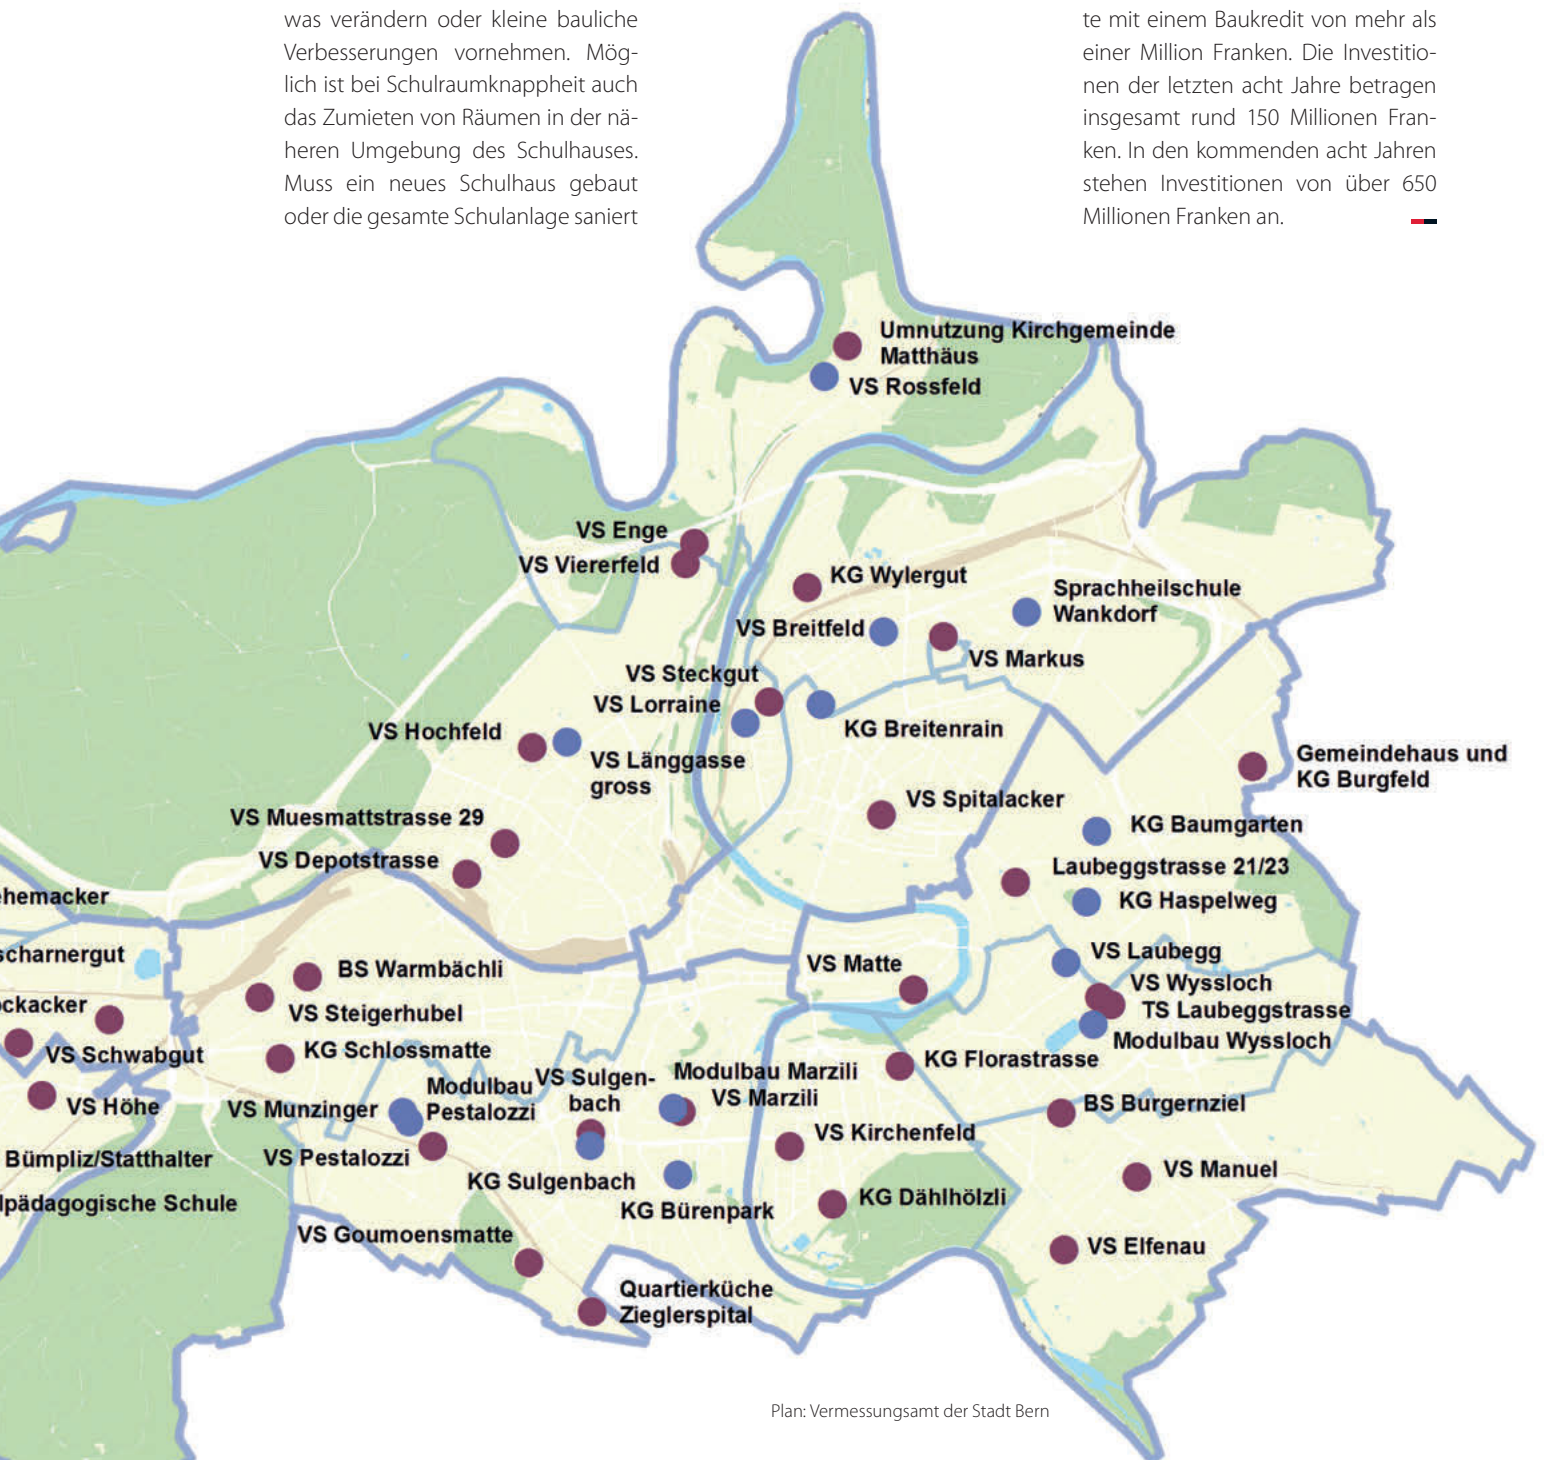 was verändern oder kleine bauliche
Verbesserungen vornehmen. Mög-
lich ist bei Schulraumknappheit auch
das Zumieten von Räumen in der nä-
heren Umgebung des Schulhauses.
Muss ein neues Schulhaus gebaut
oder die gesamte Schulanlage saniert
te mit einem Baukredit von mehr als
einer Million Franken. Die Investitio-
nen der letzten acht Jahre betragen
insgesamt rund 150 Millionen Fran-
ken. In den kommenden acht Jahren
stehen Investitionen von über 650
Millionen Franken an.
Umnutzung Kirchgemeinde
Matthäus
VS Rossfeld
VS Enge
VS Viererfeld
KG Wylergut
Sprachheilschule
Wankdorf
VS Breitfeld
VS Markus
VS Steckgut
VS Lorraine
KG Breitenrain
VS Hochfeld
VS Länggasse
gross
Gemeindehaus und
KG Burgfeld
VS Spitalacker
VS Muesmattstrasse 29
KG Baumgarten
VS Depotstrasse
Laubeggstrasse 21/23
hemacker
KG Haspelweg
scharnergut
VS Laubegg
BS Warmbächli
VS Matte
VS Wyssloch
ockacker
VS Steigerhubel
TS Laubeggstrasse
Modulbau Wyssloch
VS Schwabgut
KG Schlossmatte
KG Florastrasse
Modulbau
Pestalozzi
VS Sulgen-
bach
Modulbau Marzili
VS Marzili
VS Höhe
VS Munzinger
BS Burgernziel
VS Kirchenfeld
Bümpliz/Statthalter
VS Pestalozzi
VS Manuel
KG Sulgenbach
lpädagogische Schule
KG Bürenpark
KG Dählhölzli
VS Goumoensmatte
VS Elfenau
Quartierküche
Zieglerspital
Plan: Vermessungsamt der Stadt Bern